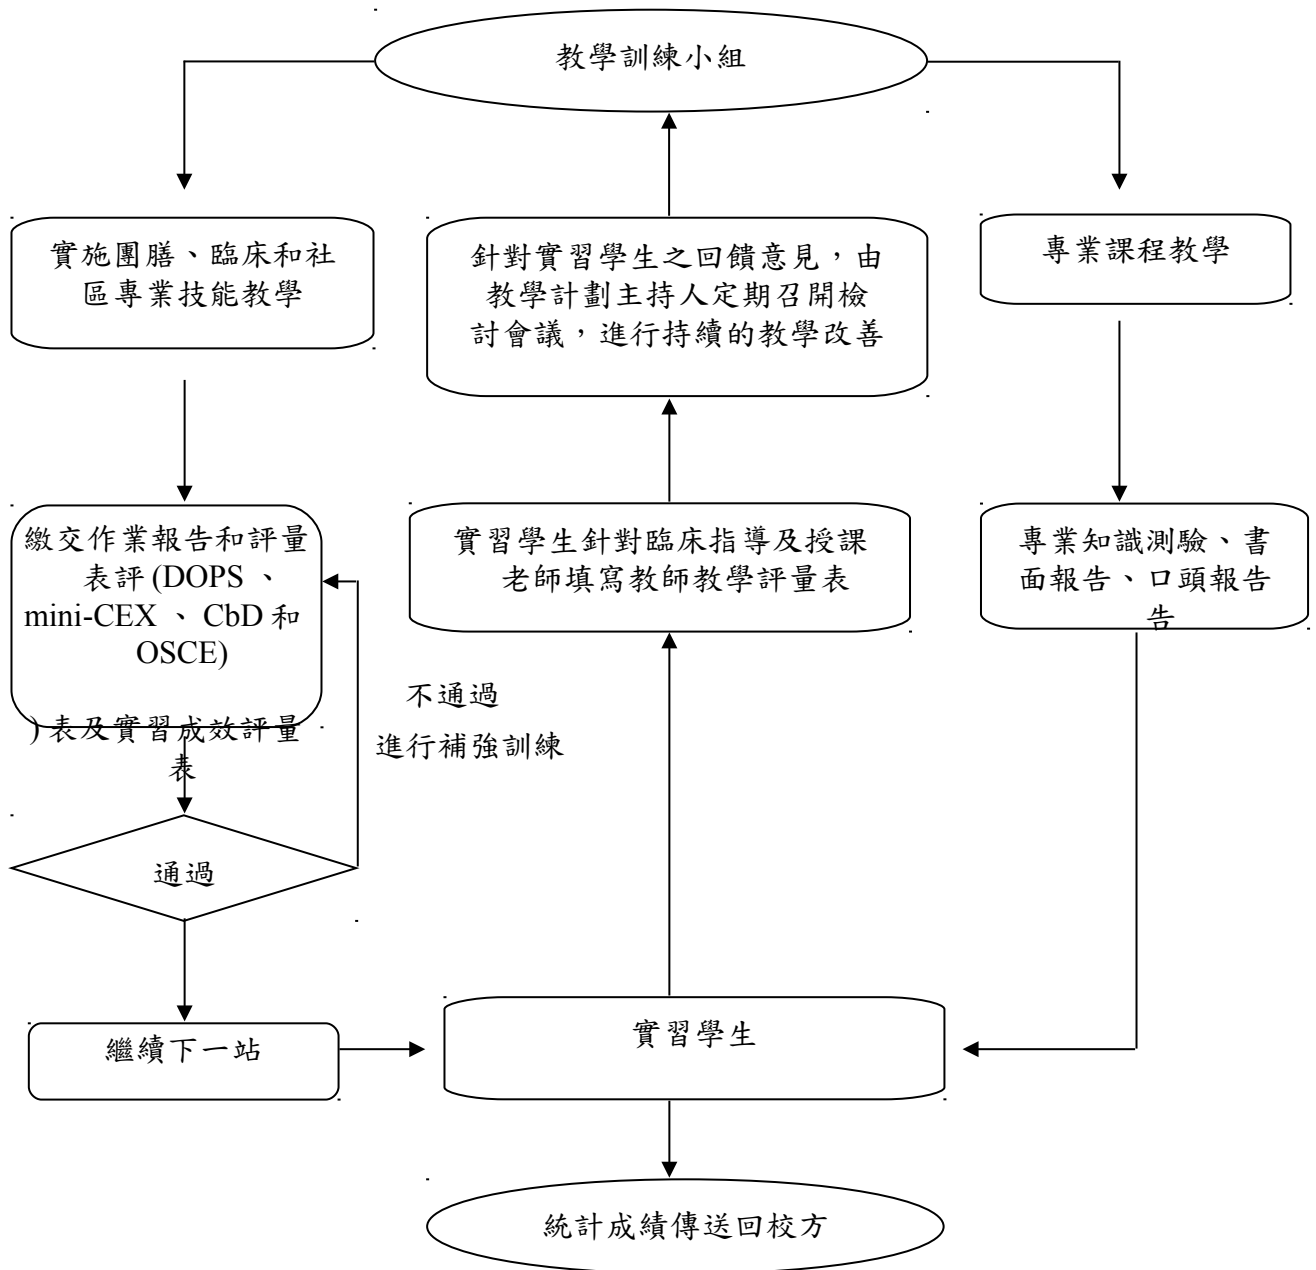 教學訓練小組
實施團膳、臨床和社
區專業技能教學
針對實習學生之回饋意見，由
教學計劃主持人定期召開檢
討會議，進行持續的教學改善
專業課程教學
繳交作業報告和評量
表評(DOPS、
mini-CEX、CbD和
OSCE)
)表及實習成效評量
表
實習學生針對臨床指導及授課
老師填寫教師教學評量表
專業知識測驗、書
面報告、口頭報告
告
不通過
進行補強訓練
通過
繼續下一站
實習學生
統計成績傳送回校方